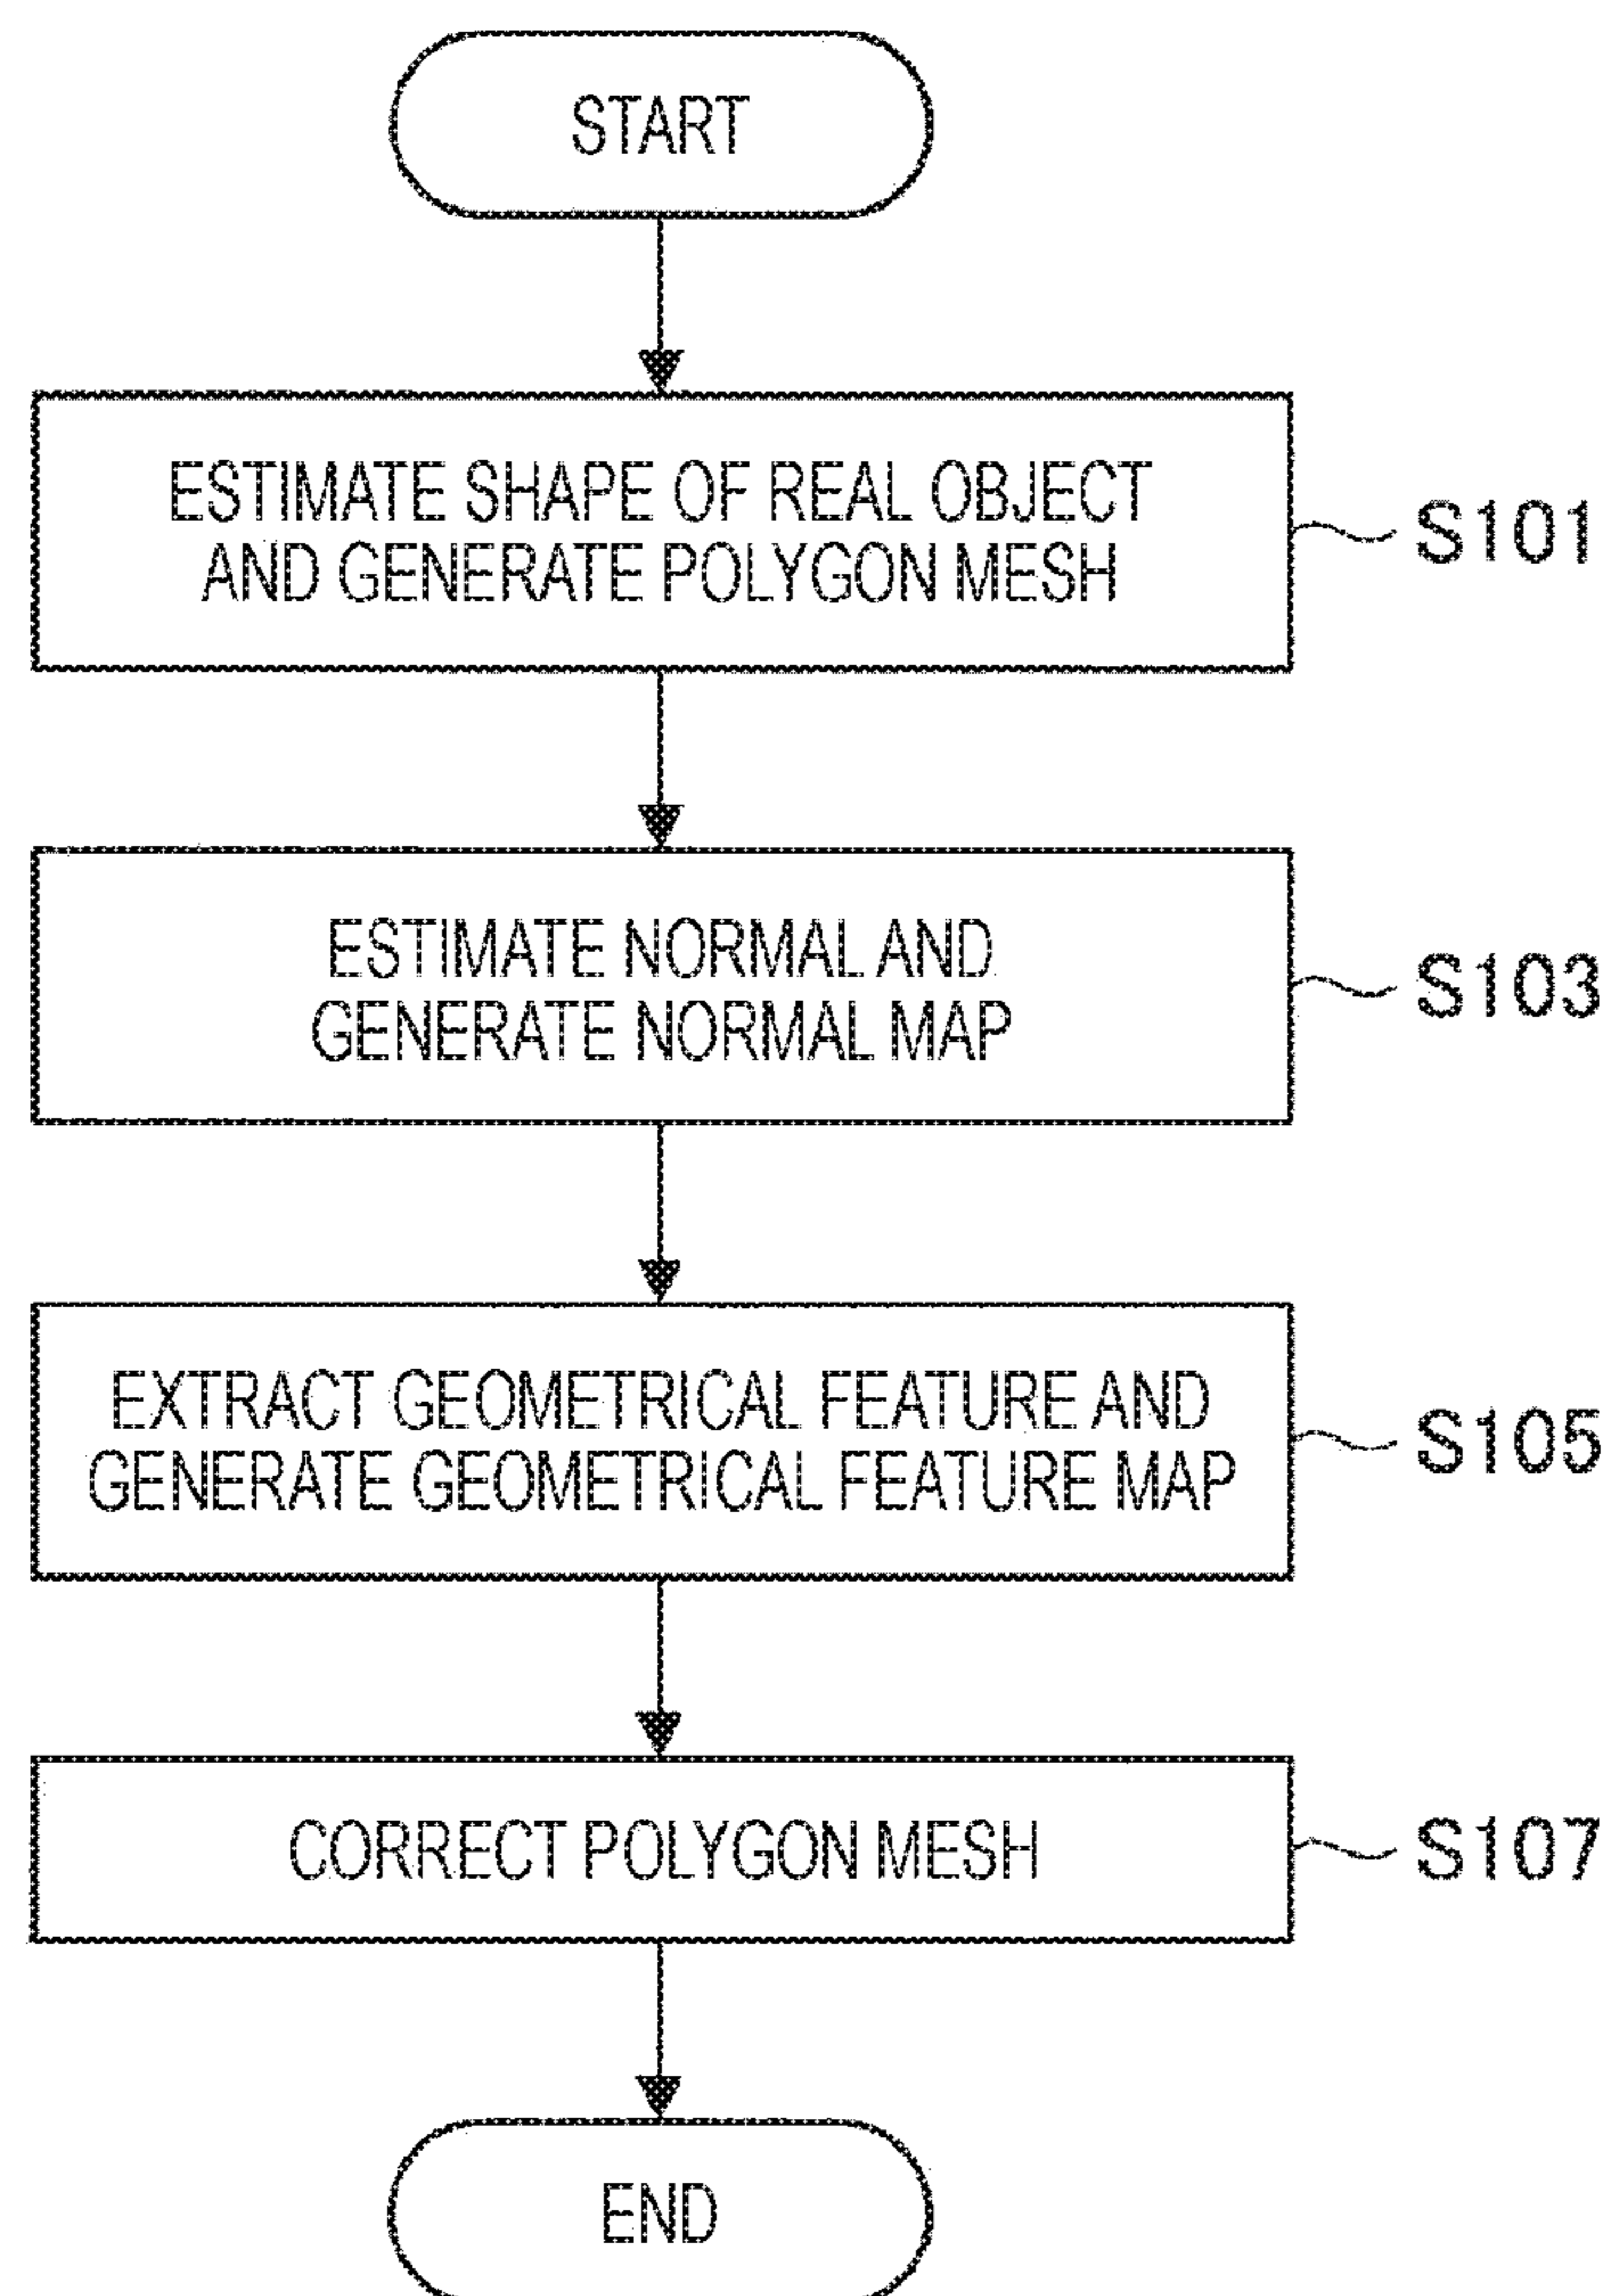 START
ESTIMATE SHAPE OF REAL OBJECT
AND GENERATE POLYGON MESH
S101
ESTIMATE NORMAL AND
GENERATE NORMAL MAP
S103
EXTRACT GEOMETRICAL FEATURE AND
GENERATE GEOMETRICAL FEATURE MAP
S105
CORRECT POLYGON MESH
S107
END